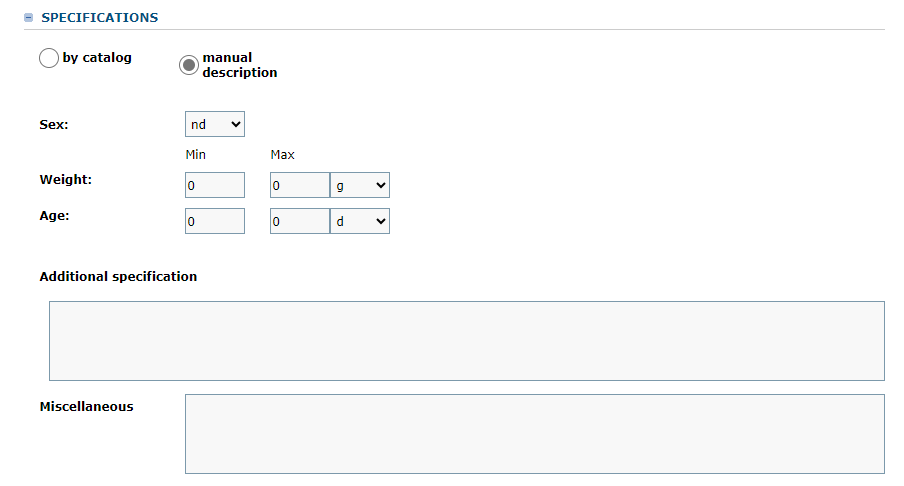 SPECIFICATIONS
by catalog
manual
description
Sex:
nd
Min Max
Weight:
0 0 g
Age:
0 0 d
Additional specification
Miscellaneous